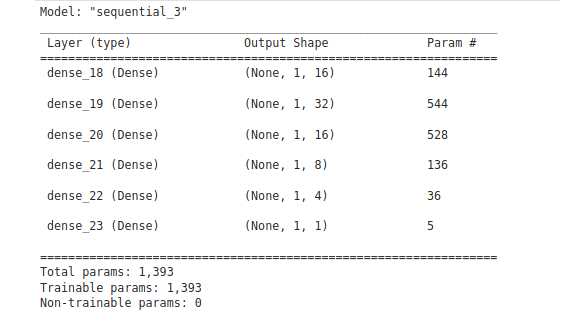 Model: "sequential_3"
_________________________________________________________________
Layer (type)                Output Shape              Param #
=================================================================
dense_18 (Dense)            (None, 1, 16)             144
dense_19 (Dense)            (None, 1, 32)             544
dense_20 (Dense)            (None, 1, 16)             528
dense_21 (Dense)            (None, 1, 8)              136
dense_22 (Dense)            (None, 1, 4)              36
dense_23 (Dense)            (None, 1, 1)              5
=================================================================
Total params: 1,393
Trainable params: 1,393
Non-trainable params: 0